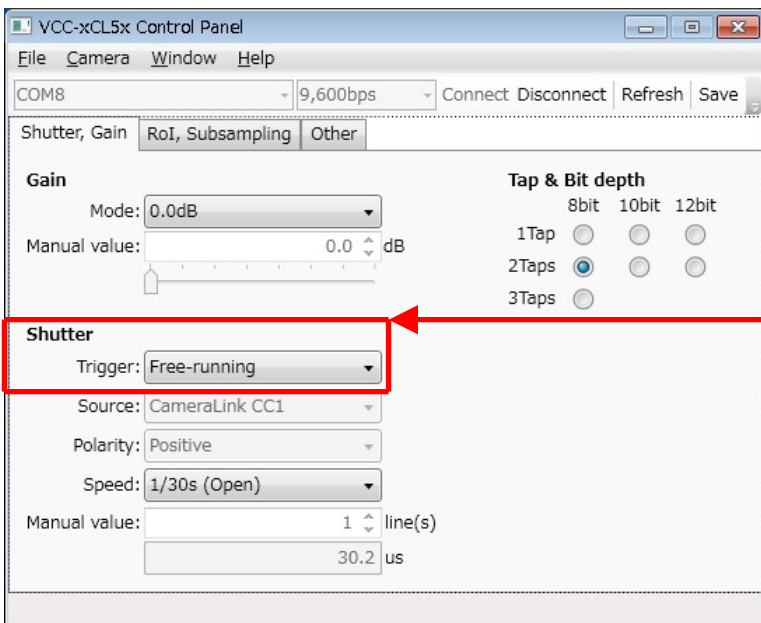 VCC-xCL5x Control Panel
File Camera Window Help
COM8 9,600bps Connect Disconnect Refresh Save
Shutter, Gain RoI, Subsampling Other
Gain Tap & Bit depth
8bit 10bit 12bit
Mode: 0.0dB
1Tap
Manual value: 0.0 dB
2Taps
3Taps
Shutter
Trigger: Free-running
Source: CameraLink CC1
Polarity: Positive
Speed: 1/30s (Open)
Manual value: 1 line(s)
30.2 us